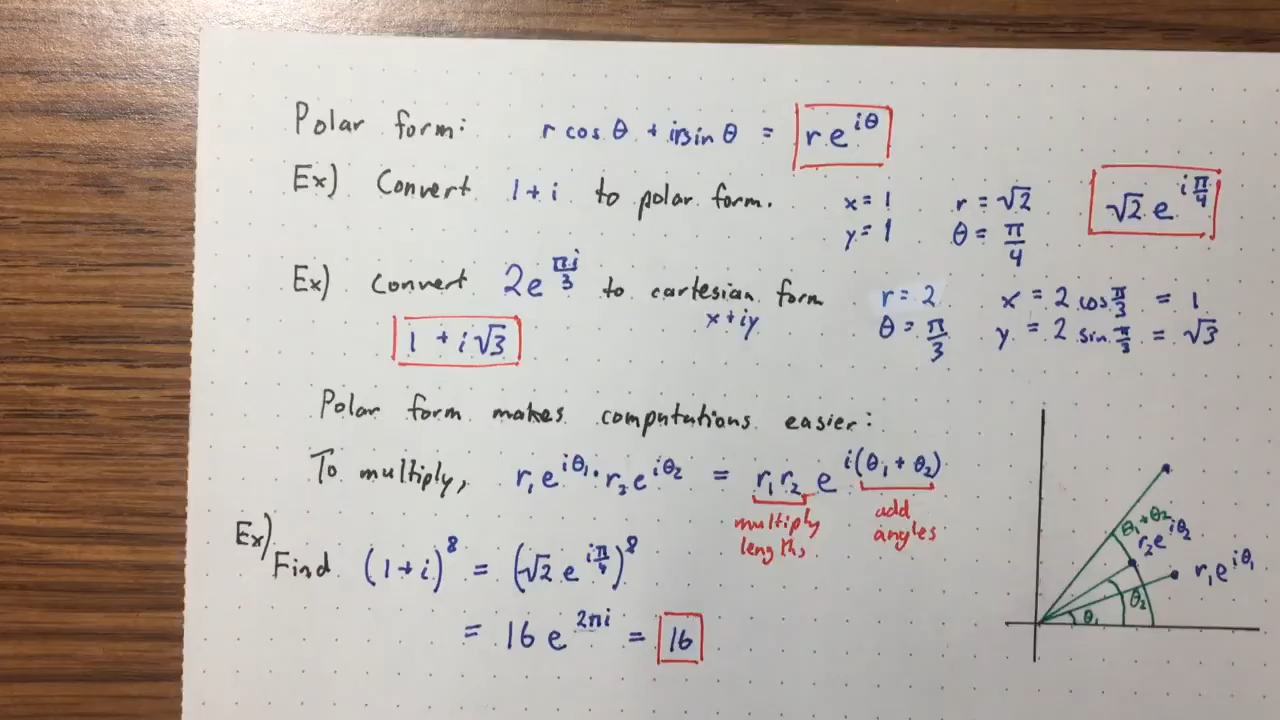 Polar form: r cos θ + i r sin θ = r e^{iθ}
Ex) Convert 1 + i to polar form. x = 1 r = √2 √2 e^{i π/4}
y = 1 θ = π/4
Ex) Convert 2e^{πi/3} to cartesian form r = 2 x = 2 cos π/3 = 1
x + iy θ = π/3 y = 2 sin π/3 = √3
1 + i√3
Polar form makes computations easier:
To multiply, r₁e^{iθ₁} · r₂e^{iθ₂} = r₁r₂ e^{i(θ₁ + θ₂)}
multiply lengths
add angles
Ex)
Find (1+i)^8 = (√2 e^{i π/4})^8
= 16 e^{2πi} = 16
θ₁+θ₂
r₂e^{iθ₂}
r₁e^{iθ₁}
θ₂
θ₁